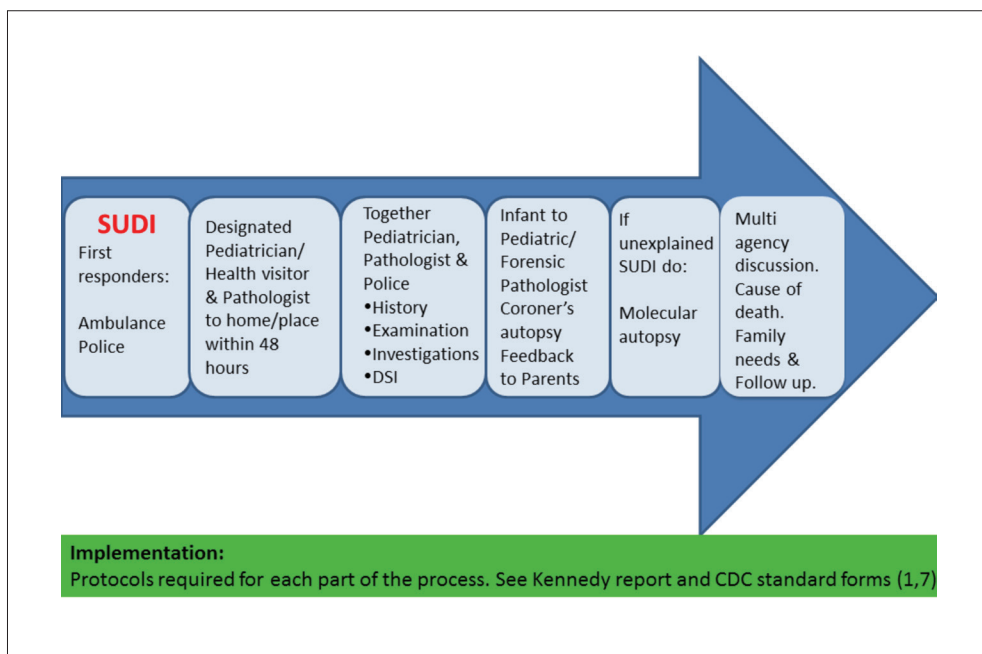 SUDI
First
responders:
Ambulance
Police
Designated
Pediatrician/
Health visitor
& Pathologist
to home/place
within 48
hours
Together
Pediatrician,
Pathologist &
Police
•History
•Examination
•Investigations
•DSI
Infant to
Pediatric/
Forensic
Pathologist
Coroner's
autopsy
Feedback
to Parents
If
unexplained
SUDI do:
Molecular
autopsy
Multi
agency
discussion.
Cause of
death.
Family
needs &
Follow up.
Implementation:
Protocols required for each part of the process. See Kennedy report and CDC standard forms (1,7)